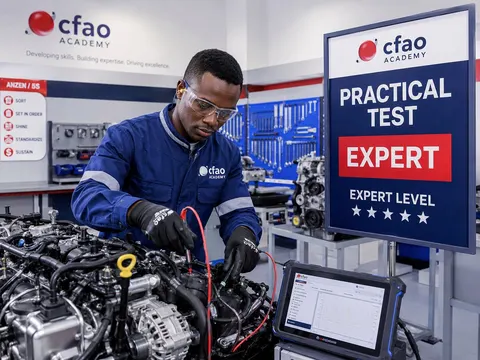 cfao
ACADEMY
Developing skills. Building expertise. Driving excellence.
ANZEN / 5S
SORT
SET IN ORDER
SHINE
STANDARDIZE
SUSTAIN
cfao
cfao
ACADEMY
PRACTICAL
TEST
EXPERT
EXPERT LEVEL